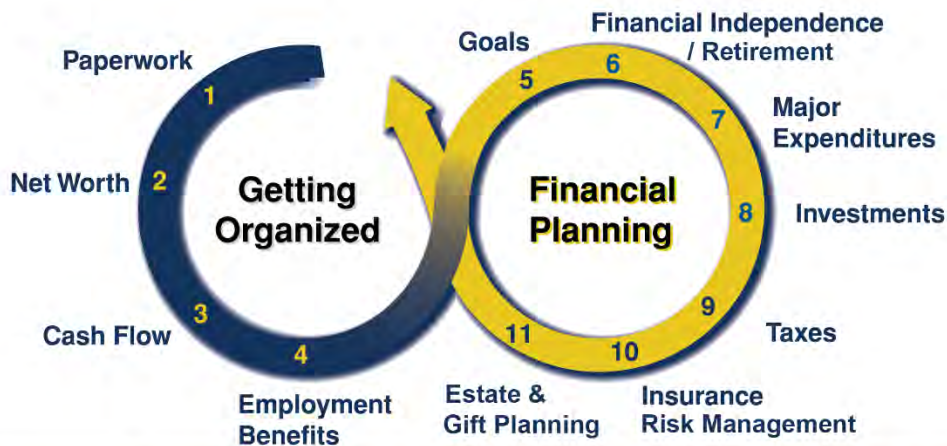 Paperwork
1
Net Worth
2
Cash Flow
3
4
Employment
Benefits
Getting
Organized
Goals
5
Financial Independence
/ Retirement
6
7
Major
Expenditures
8
Investments
9
Taxes
10
Insurance
Risk Management
11
Estate &
Gift Planning
Financial
Planning